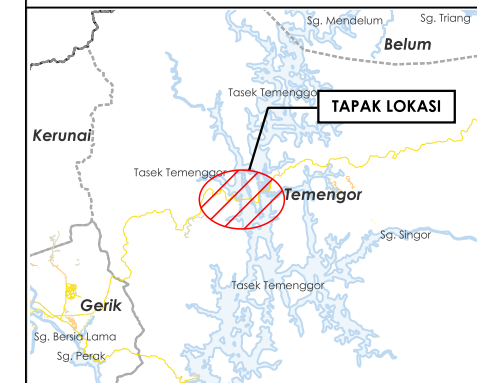 Sg. Mendelum
Sg. Triang
Belum
Tasek Temenggor
TAPAK LOKASI
Kerunai
Tasek Temenggor
Temengor
Sg. Singor
Tasek Temenggor
Gerik
Sg. Bersia Lama
Sg. Perak